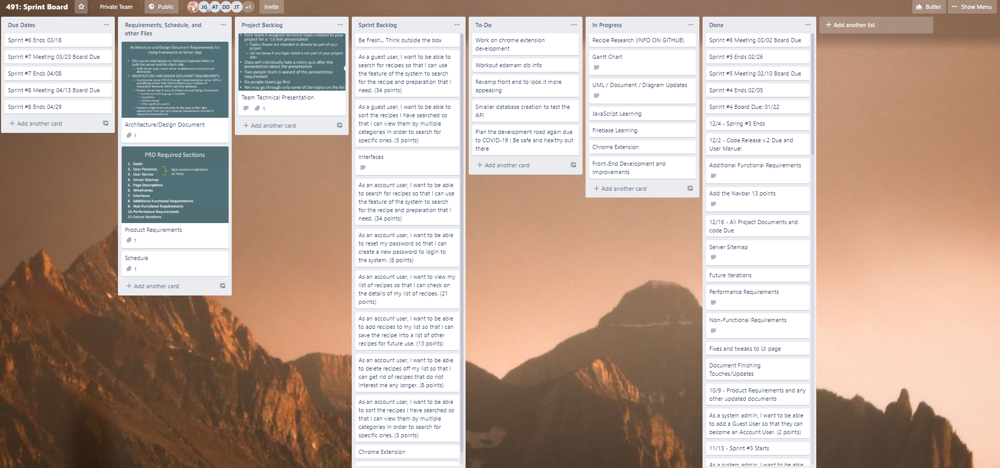 491: Sprint Board
Private Team
Public
JG
AT
DD
JT
+1
Invite
Butler
Show Menu
Due Dates
Sprint #6 Ends 03/18
Sprint #7 Meeting 03/23 Board Due
Sprint #7 Ends 04/08
Sprint #8 Meeting 04/13 Board Due
Sprint #8 Ends 04/29
+ Add another card
Requirements, Schedule, and
other Files
Architecture and Design Document Requirements for
Using Framework or Server App
• This course emphasizes on fullstack implementation in
both the server and the client side.
– With server apps, many server middleware invocations are
abstracted.
• ARCHITECTURE AND DESIGN DOCUMENT REQUIREMENTS
– Incorporate server CRUD through implementation server SDK or
something similar that demonstrates your mastery of
interaction between Admin and the database.
– Explain server app in your Architecture and Design Document:
• Architecture and language, if available
• Capabilities
• Interface design
• Other significant aspects
– Present a high level summary to the class at the right
opportunity (You can call a special presentation outside of
required presentations)
Architecture/Design Document
1
PRD Required Sections
1. Goals
2. User Personas
3. User Stories
Agile process emphasizes
on these
4. Server Sitemap
5. Page Descriptions
6. Wireframes
7. Interfaces
8. Additional Functional Requirements
9. Non-Functional Requirements
10. Performance Requirements
11. Future Iterations
Product Requirements
1
Schedule
1
+ Add another card
Project Backlog
• Each team is assigned technical topics related to your
project for a ~15 min presentation
– Topics chosen are intended to already be part of your
project
– Let me know if any topic listed is not part of your project
plan
• Class will individually take a micro quiz after the
presentation about the presentation
• Two-people team is waived of this presentation
requirement
• Six-people teams go first
• We may go through only some of the topics on the list
Team Technical Presentation
1
+ Add another card
Sprint Backlog
Be Fresh... Think outside the box
As a guest user, I want to be able to
search for recipes so that I can use
the feature of the system to search
for the recipe and preparation that I
need. (34 points)
As a guest user, I want to be able to
sort the recipes I have searched so
that I can view them by multiple
categories in order to search for
specific ones. (5 points)
Interfaces
As an account user, I want to be able
to search for recipes so that I can use
the feature of the system to search
for the recipe and preparation that I
need. (34 points)
As an account user, I want to be able
to reset my password so that I can
create a new password to login to
the system. (8 points)
As an account user, I want to view my
list of recipes so that I can check on
the details of my list of recipes. (21
points)
As an account user, I want to be able
to add recipes to my list so that I can
save the recipe into a list of other
recipes for future use. (13 points)
As an account user, I want to be able
to delete recipes off my list so that I
can get rid of recipes that do not
interest me any longer. (8 points)
As an account user, I want to be able
to sort the recipes I have searched so
that I can view them by multiple
categories in order to search for
specific ones. (5 points)
Chrome Extension
To-Do
Work on chrome extension
development
Workout edamam db info
Revamp front end to look it more
appeasing
Smaller database creation to test the
API
Plan the development road again due
to COVID-19 | Be safe and healthy out
there
+ Add another card
In Progress
Recipe Research (INFO ON GITHUB)
Gantt Chart
UML / Document / Diagram Updates
JavaScript Learning
Firebase Learning
Chrome Extension
Front-End Development and
Improvements
+ Add another card
Done
Sprint #6 Meeting 03/02 Board Due
Sprint #5 Ends 02/26
Sprint #5 Meeting 02/10 Board Due
Sprint #4 Ends 02/05
Sprint #4 Board Due: 01/22
12/4 - Spring #3 Ends
12/2 - Code Release v.2 Due and
User Manuel
Additional Functional Requirements
Add the Navbar 13 points
12/16 - All Project Documents and
code Due
Server Sitemap
Future Iterations
Performance Requirements
Non-Functional Requirements
Fixes and tweaks to UI page
Document Finishing
Touches/Updates
10/9 - Product Requirements and any
other updated documents
As a system admin, I want to be able
to add a Guest User so that they can
become an Account User. (2 points)
11/13 - Sprint #3 Starts
As a system admin, I want to be able
+ Add another list